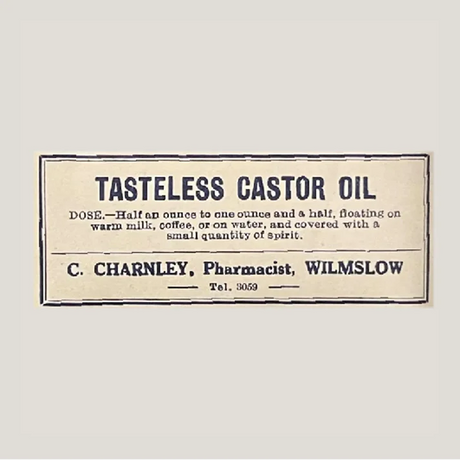 TASTELESS CASTOR OIL
DOSE.—Half an ounce to one ounce and a half, floating on
warm milk, coffee, or on water, and covered with a
small quantity of spirit.
C. CHARNLEY, Pharmacist, WILMSLOW
Tel. 3059